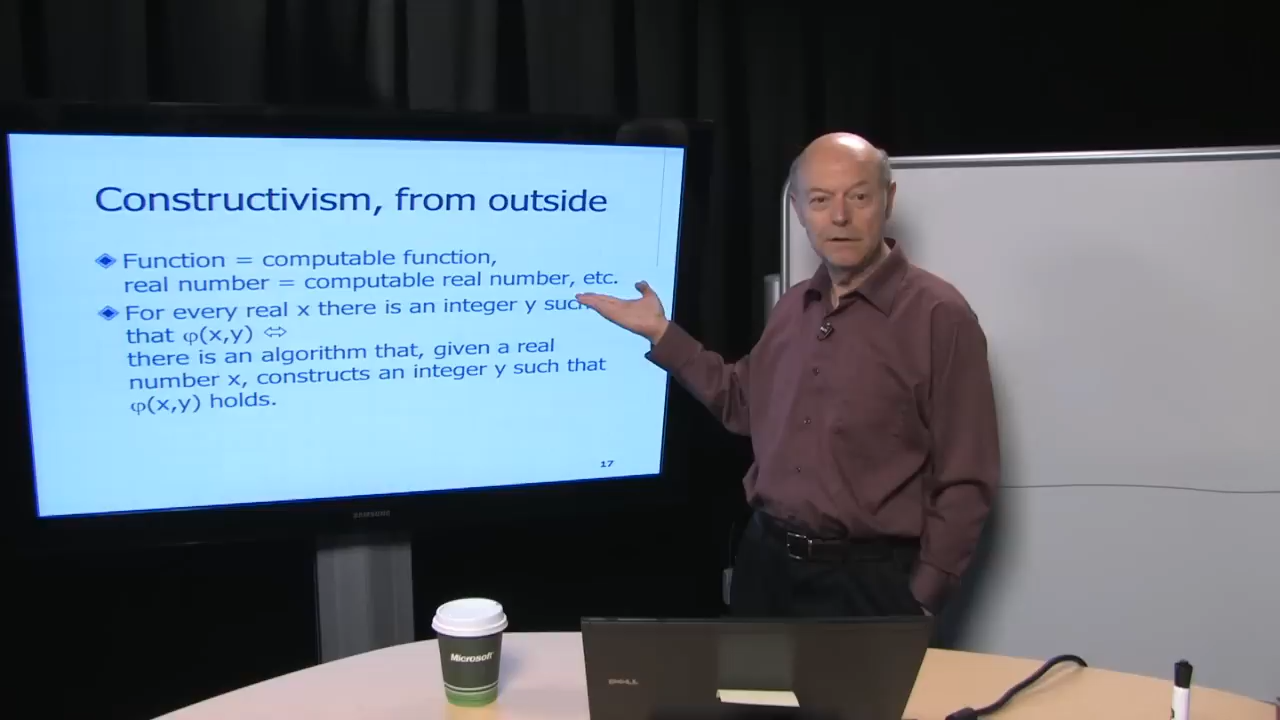 Constructivism, from outside
Function = computable function,
real number = computable real number, etc.
For every real x there is an integer y such
that φ(x,y) ⇔
there is an algorithm that, given a real
number x, constructs an integer y such that
φ(x,y) holds.
17
SAMSUNG
Microsoft
DELL